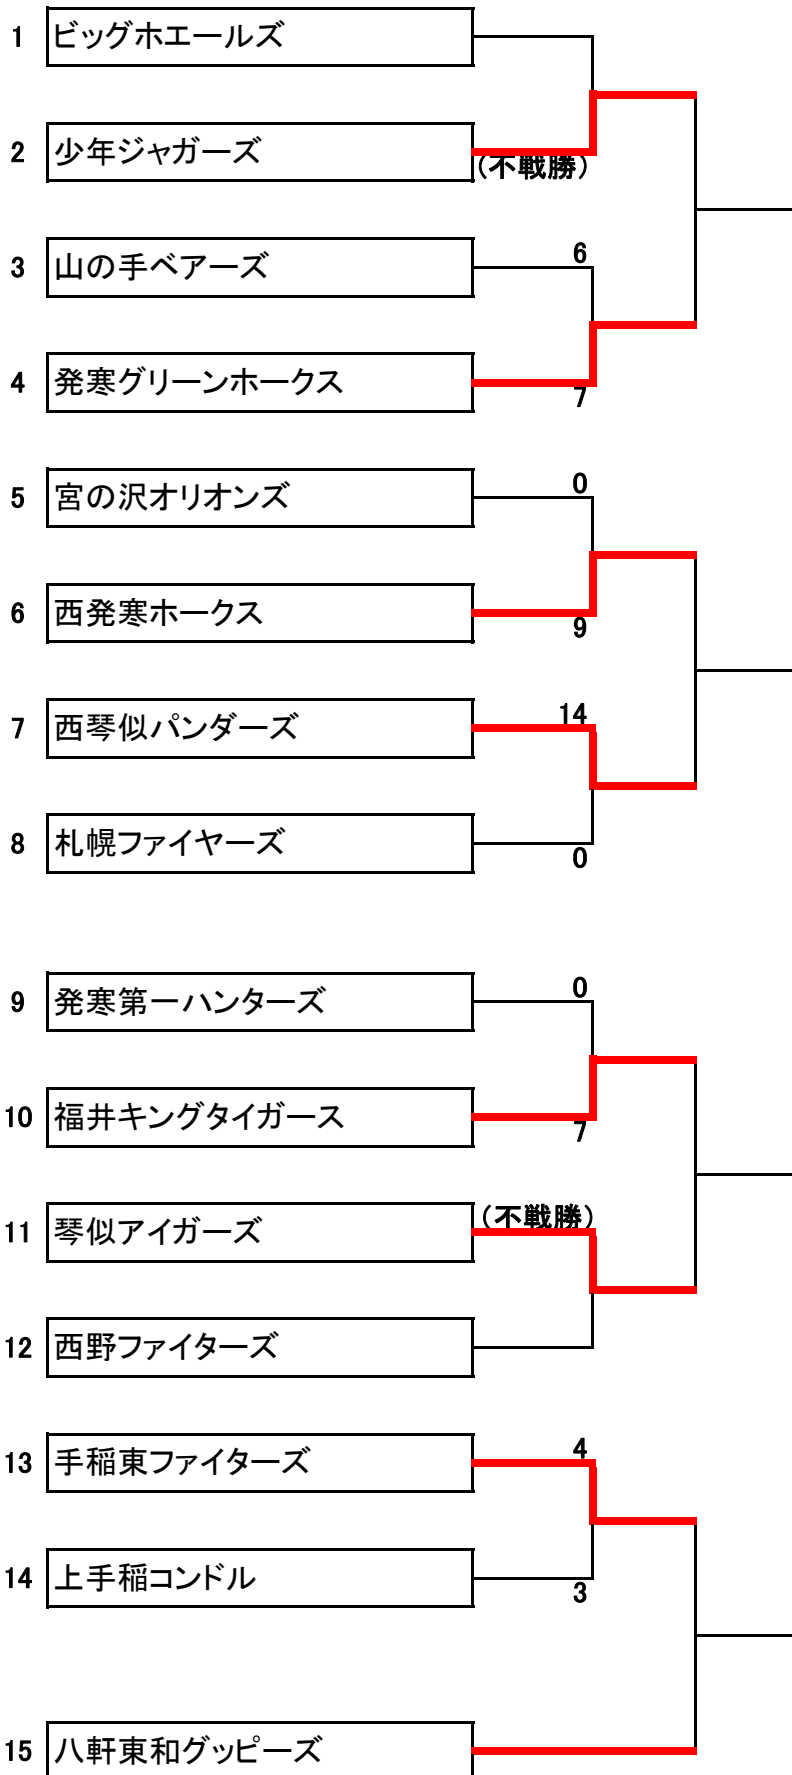 1 ビッグホエールズ
2 少年ジャガーズ
(不戦勝)
6
3 山の手ベアーズ
4 発寒グリーンホークス
7
0
5 宮の沢オリオンズ
6 西発寒ホークス
9
14
7 西琴似パンダーズ
8 札幌ファイヤーズ
0
0
9 発寒第一ハンターズ
10 福井キングタイガース
7
(不戦勝)
11 琴似アイガーズ
12 西野ファイターズ
4
13 手稲東ファイターズ
14 上手稲コンドル
3
15 八軒東和グッピーズ